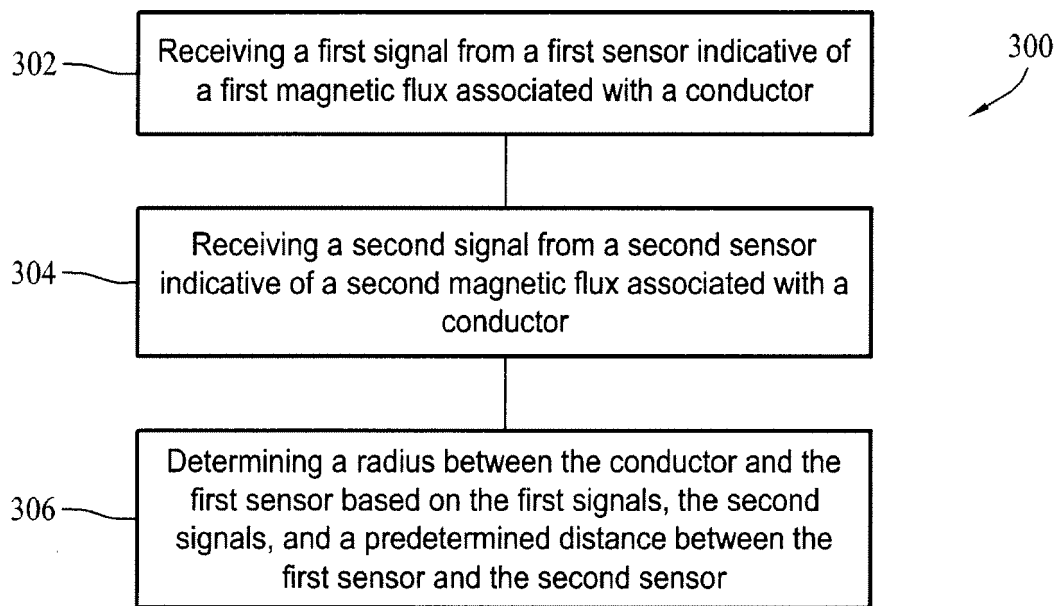 302
Receiving a first signal from a first sensor indicative of
a first magnetic flux associated with a conductor
300
304
Receiving a second signal from a second sensor
indicative of a second magnetic flux associated with a
conductor
306
Determining a radius between the conductor and the
first sensor based on the first signals, the second
signals, and a predetermined distance between the
first sensor and the second sensor